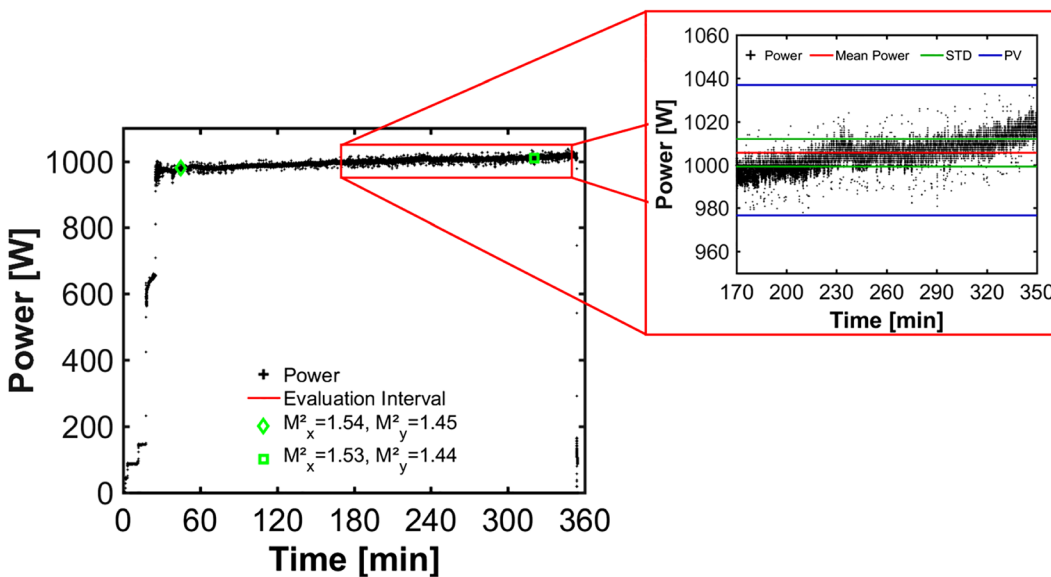 Power [W]
1000
800
600
400
200
0
0 60 120 180 240 300 360
Time [min]
Power
Evaluation Interval
M²x=1.54, M²y=1.45
M²x=1.53, M²y=1.44
Power [W]
1060
1040
1020
1000
980
960
Power Mean Power STD PV
170 200 230 260 290 320 350
Time [min]